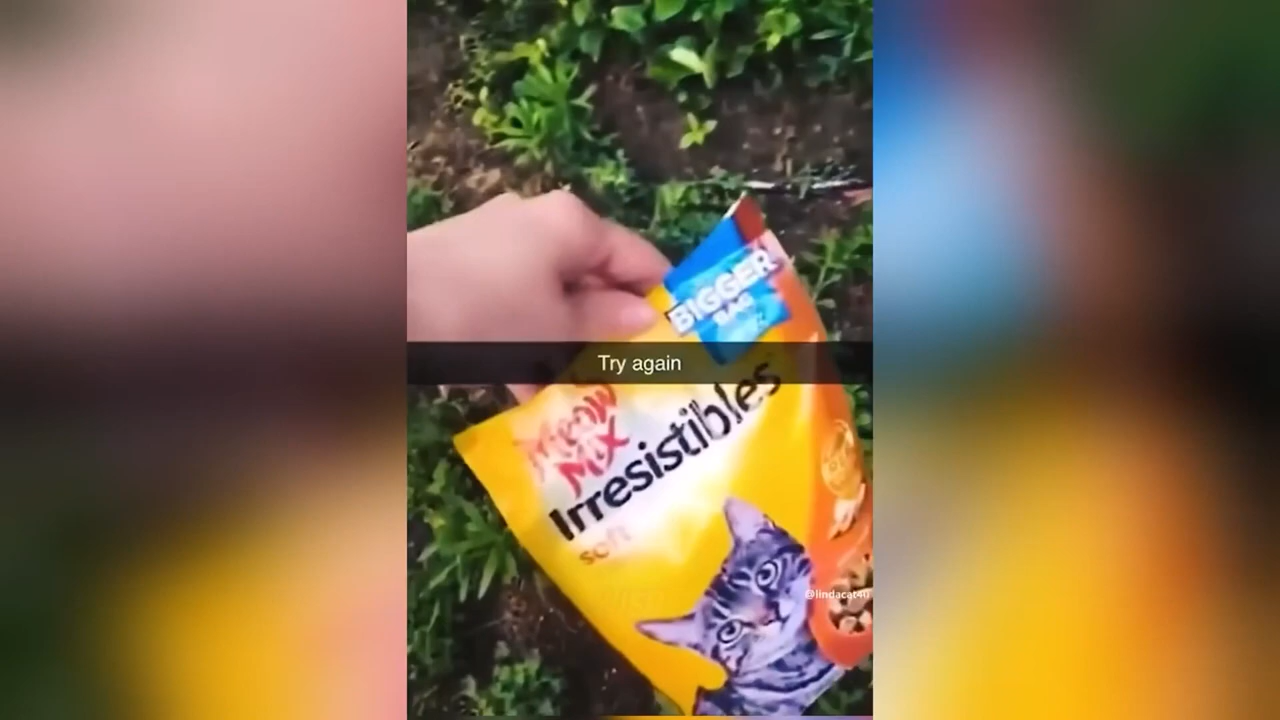 BIGGER
BAG
Try again
Meow
Mix
Irresistibles
soft
@lindacat40